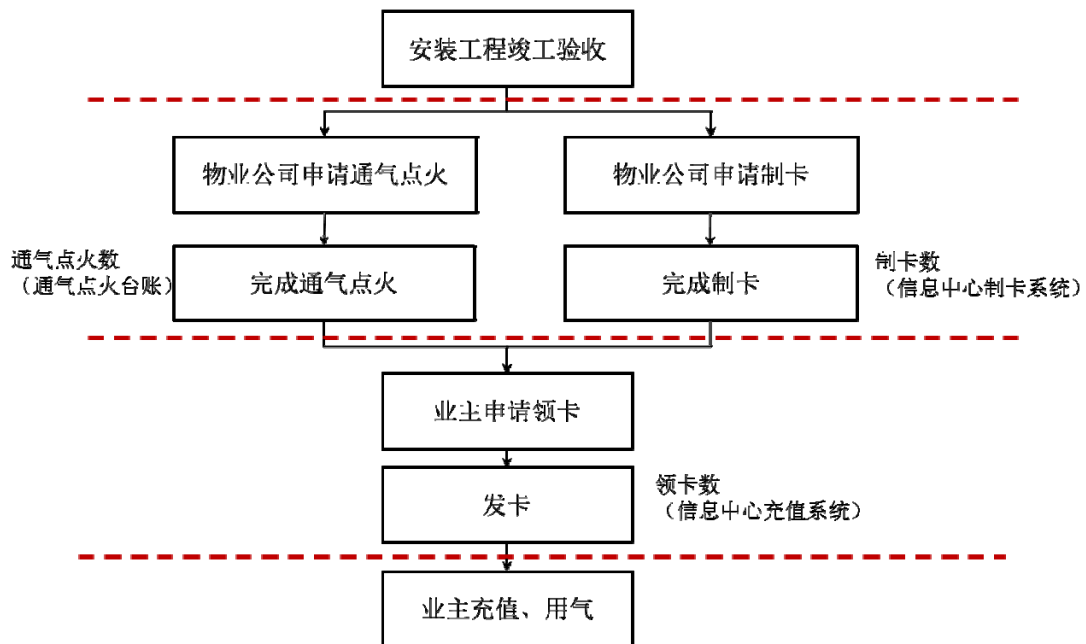 安装工程竣工验收
物业公司申请通气点火
物业公司申请制卡
通气点火数
（通气点火台账）
完成通气点火
完成制卡
制卡数
（信息中心制卡系统）
业主申请领卡
发卡
领卡数
（信息中心充值系统）
业主充值、用气